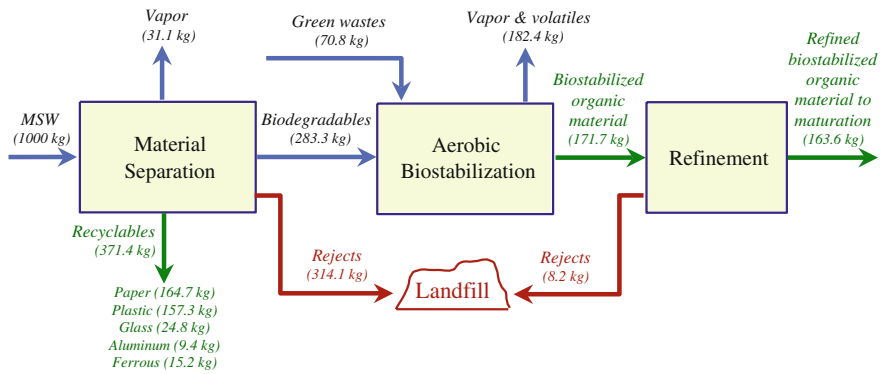 Vapor
(31.1 kg)
Green wastes
(70.8 kg)
Vapor & volatiles
(182.4 kg)
Refined
biostabilized
organic
material to
maturation
(163.6 kg)
MSW
(1000 kg)
Material
Separation
Biodegradables
(283.3 kg)
Aerobic
Biostabilization
Biostabilized
organic
material
(171.7 kg)
Refinement
Recyclables
(371.4 kg)
Paper (164.7 kg)
Plastic (157.3 kg)
Glass (24.8 kg)
Aluminum (9.4 kg)
Ferrous (15.2 kg)
Rejects
(314.1 kg)
Landfill
Rejects
(8.2 kg)